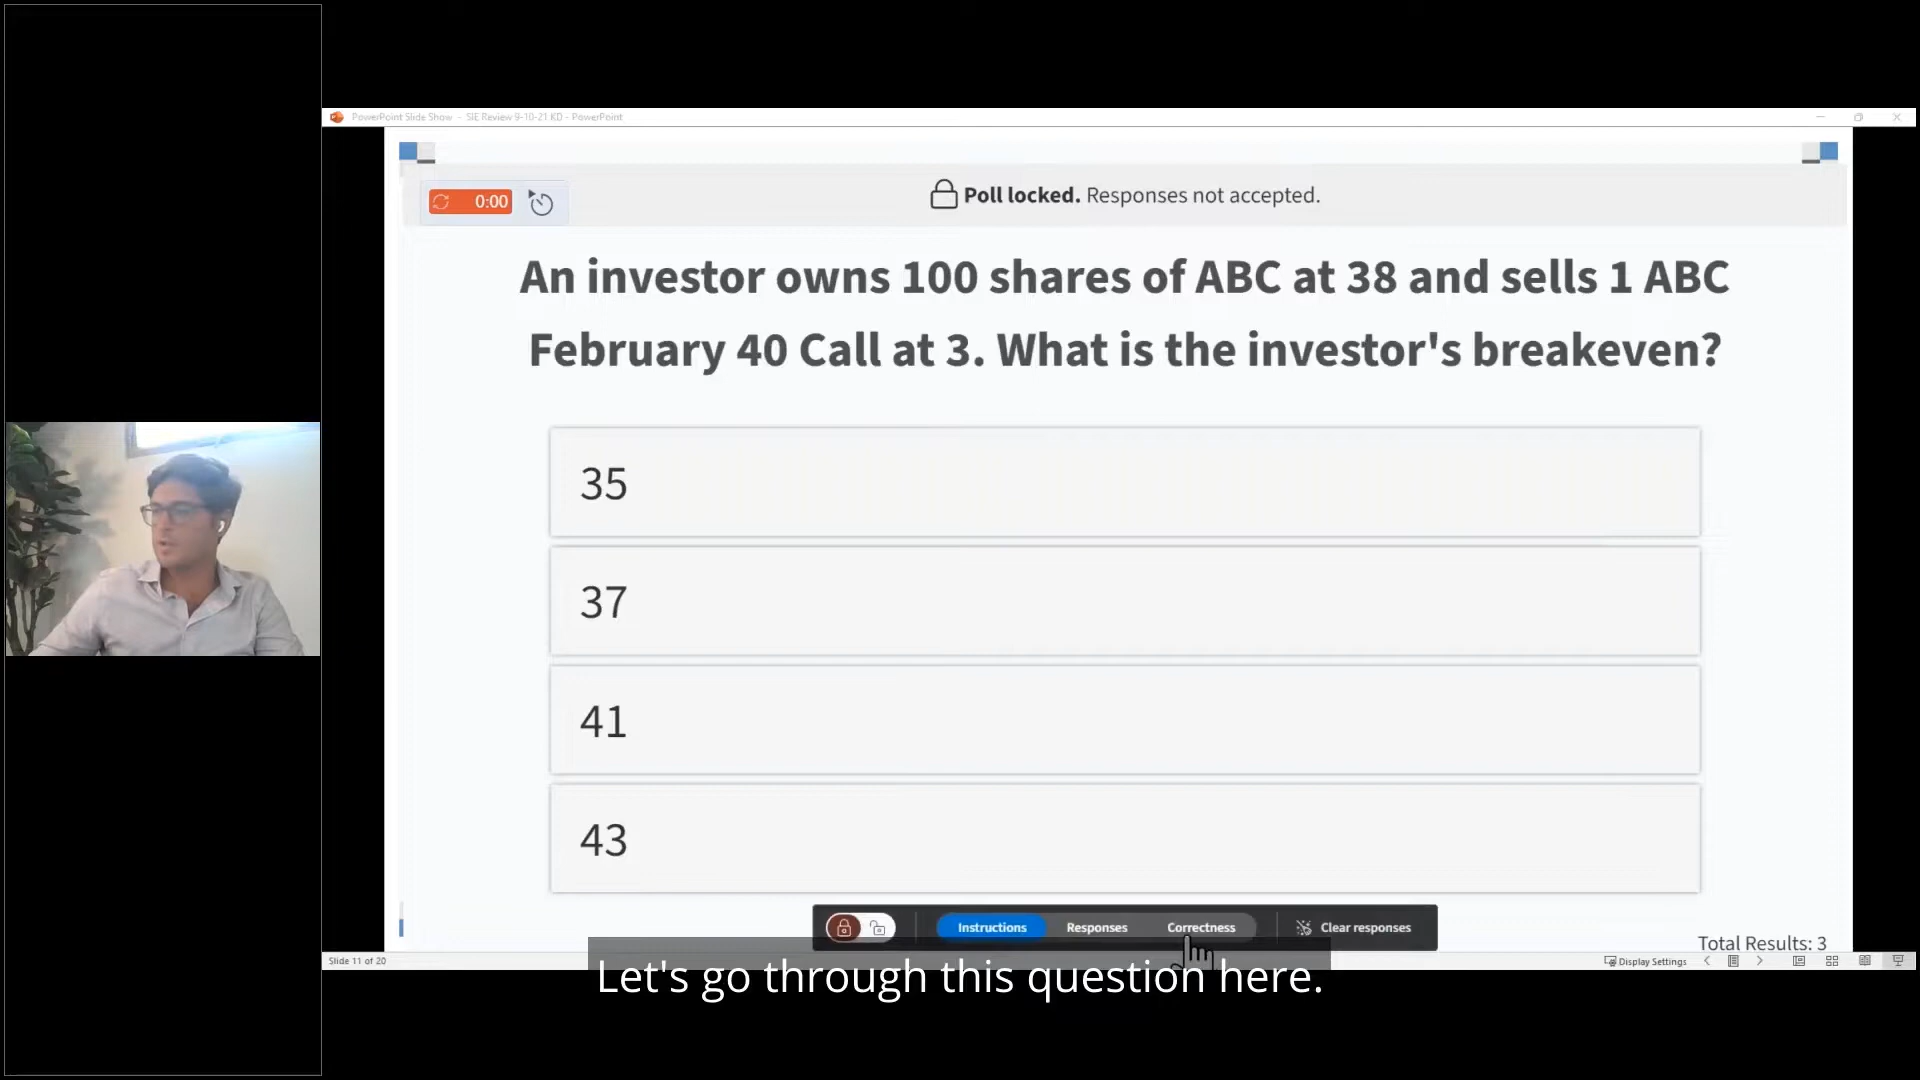 PowerPoint Slide Show - SIE Review 9-10-21 KD - PowerPoint
0:00
Poll locked. Responses not accepted.
An investor owns 100 shares of ABC at 38 and sells 1 ABC
February 40 Call at 3. What is the investor's breakeven?
35
37
41
43
Instructions
Responses
Correctness
Clear responses
Total Results: 3
Slide 11 of 20
Display Settings
Let's go through this question here.